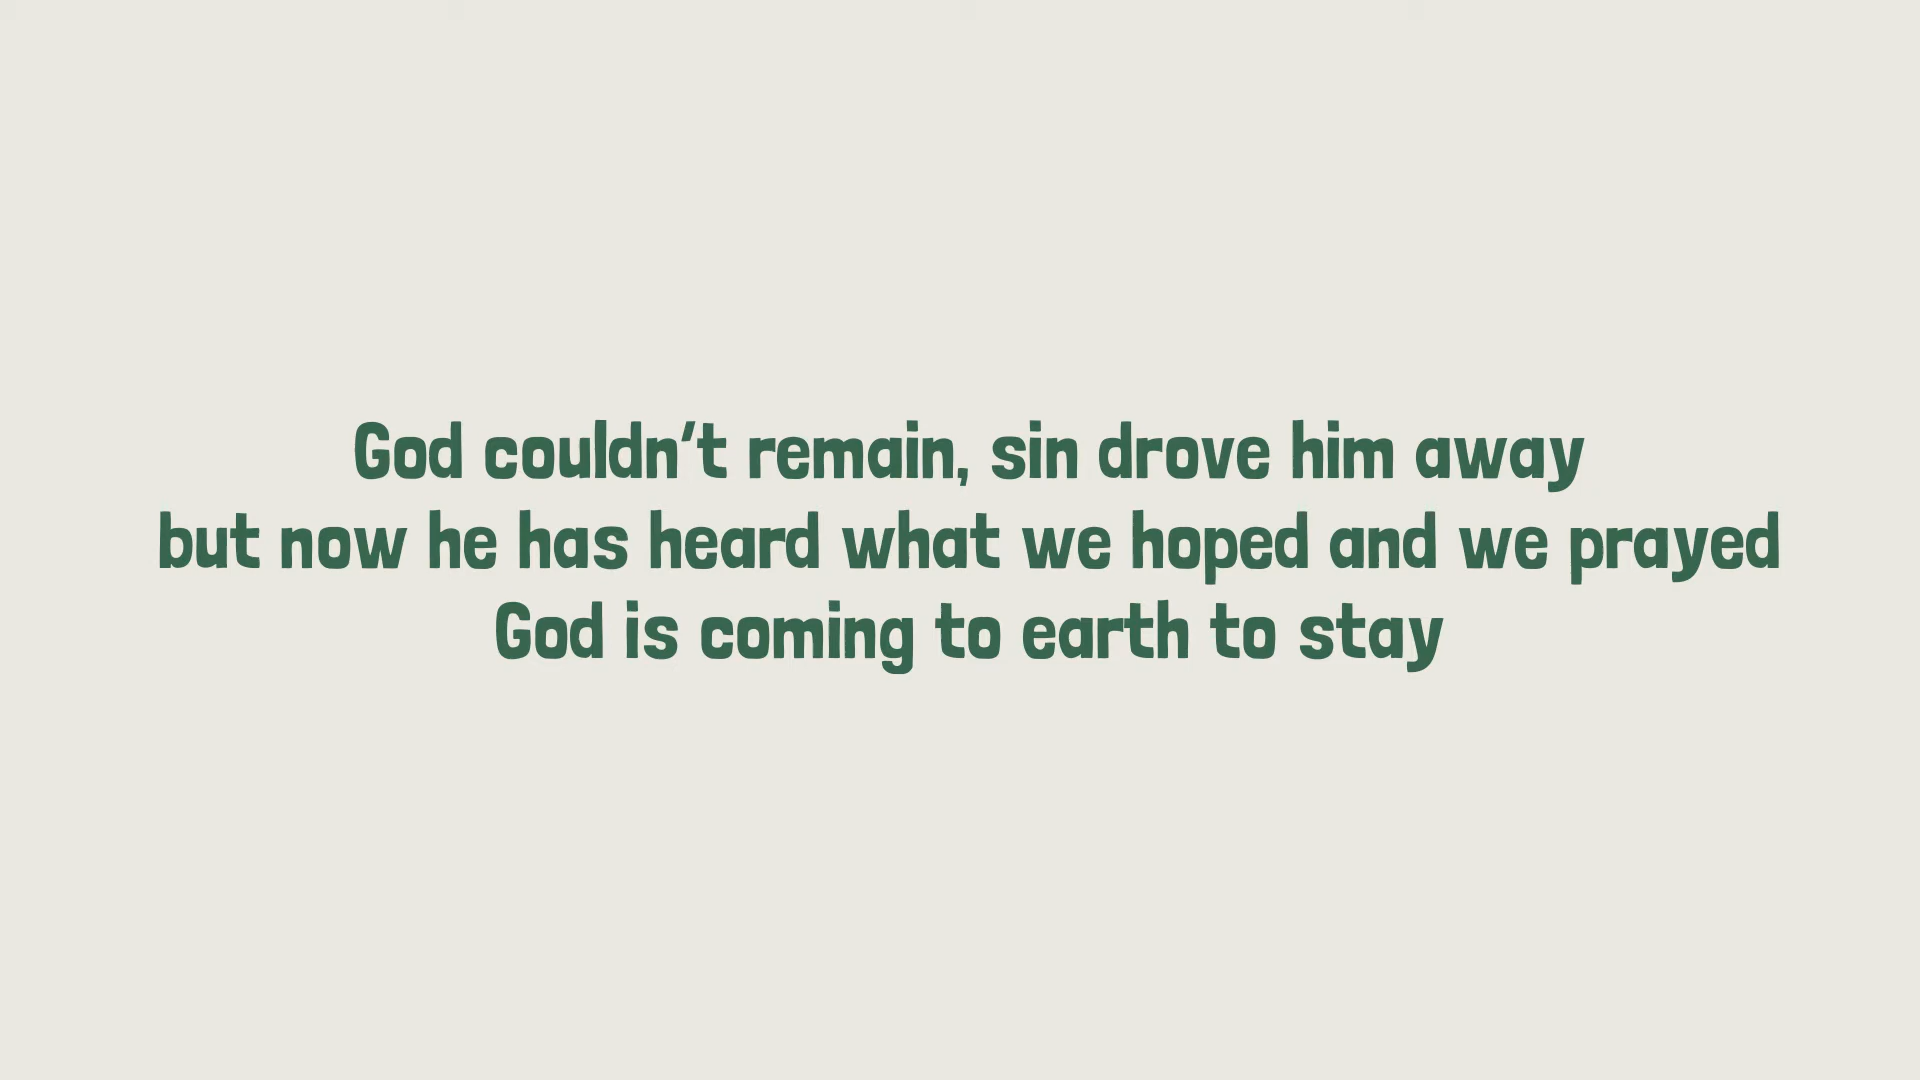 God couldn't remain, sin drove him away
but now he has heard what we hoped and we prayed
God is coming to earth to stay